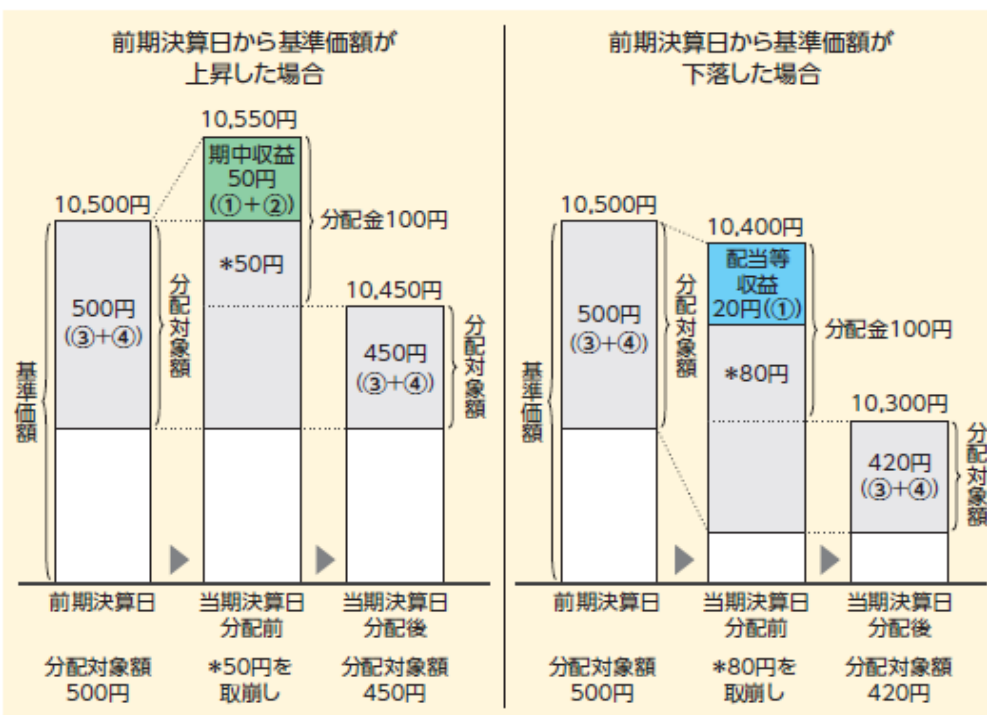 前期決算日から基準価額が
上昇した場合
10,550円
期中収益
50円
(①+②)
10,500円
分配金100円
*50円
10,450円
500円
(③+④)
分配対象額
450円
(③+④)
分配対象額
基準価額
前期決算日
当期決算日
分配前
当期決算日
分配後
分配対象額
500円
*50円を
取崩し
分配対象額
450円
前期決算日から基準価額が
下落した場合
10,500円
10,400円
配当等
収益
20円(①)
分配金100円
500円
(③+④)
分配対象額
*80円
10,300円
420円
(③+④)
分配対象額
基準価額
前期決算日
当期決算日
分配前
当期決算日
分配後
分配対象額
500円
*80円を
取崩し
分配対象額
420円